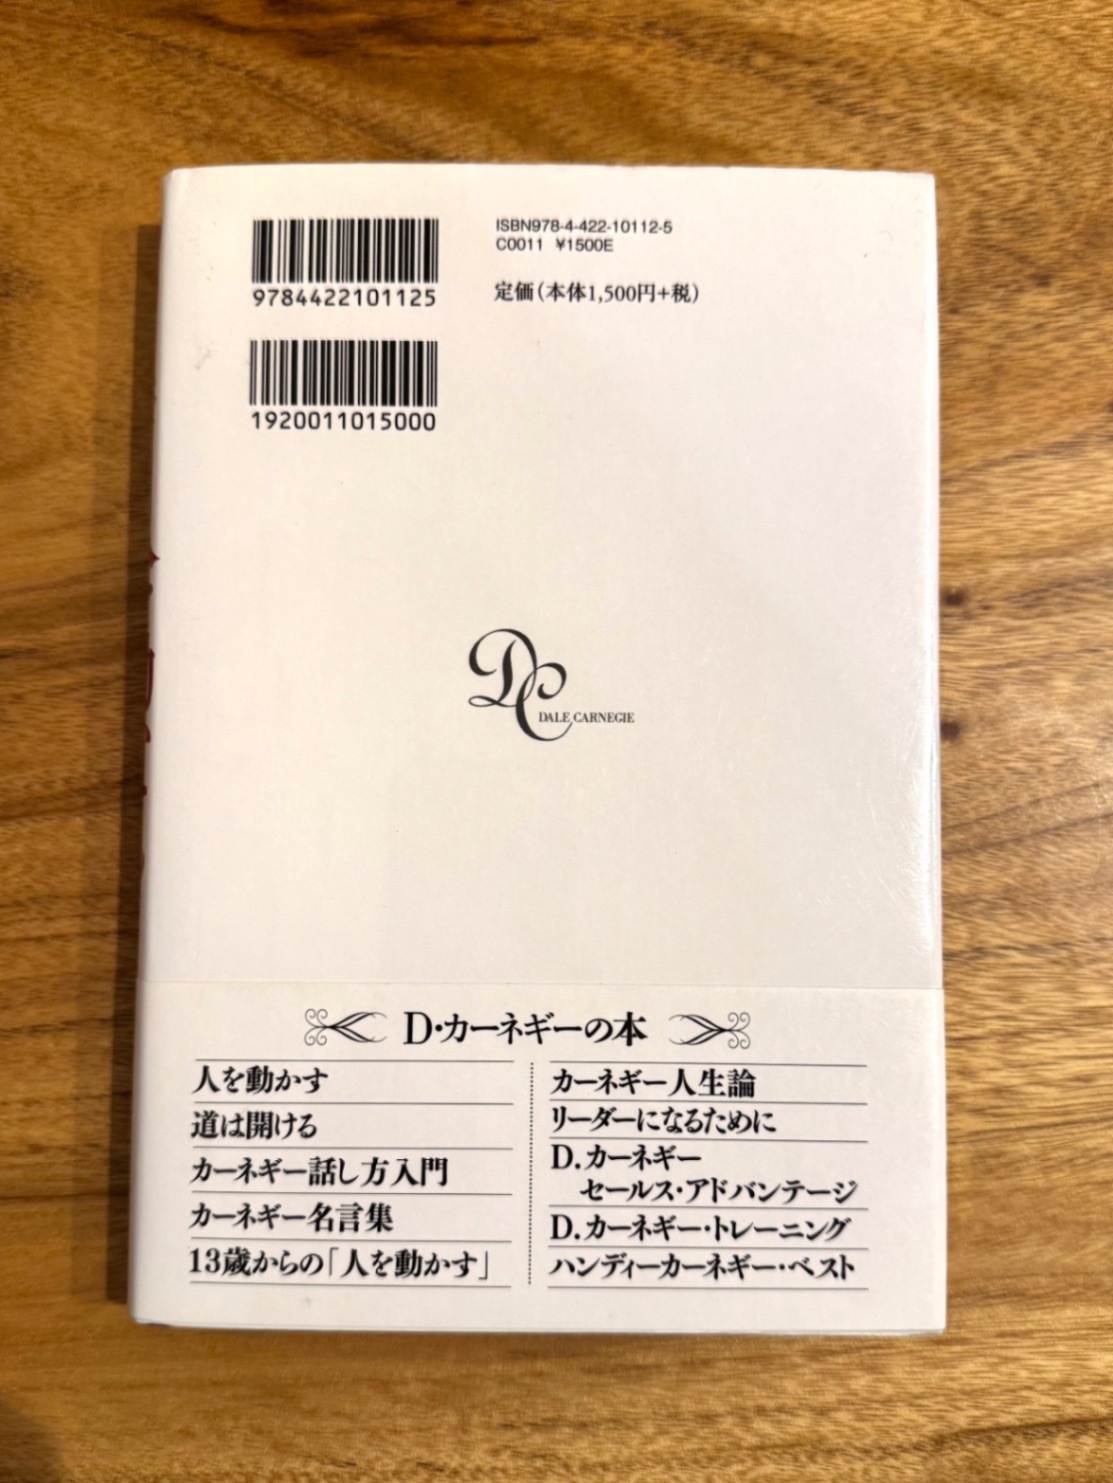 9784422101125
1920011015000
ISBN978-4-422-10112-5
C0011 ¥1500E
定価(本体1,500円+税)
DC
DALE CARNEGIE
D・カーネギーの本
人を動かす
道は開ける
カーネギー話し方入門
カーネギー名言集
13歳からの「人を動かす」
カーネギー人生論
リーダーになるために
D.カーネギー
セールス・アドバンテージ
D.カーネギー・トレーニング
ハンディーカーネギー・ベスト